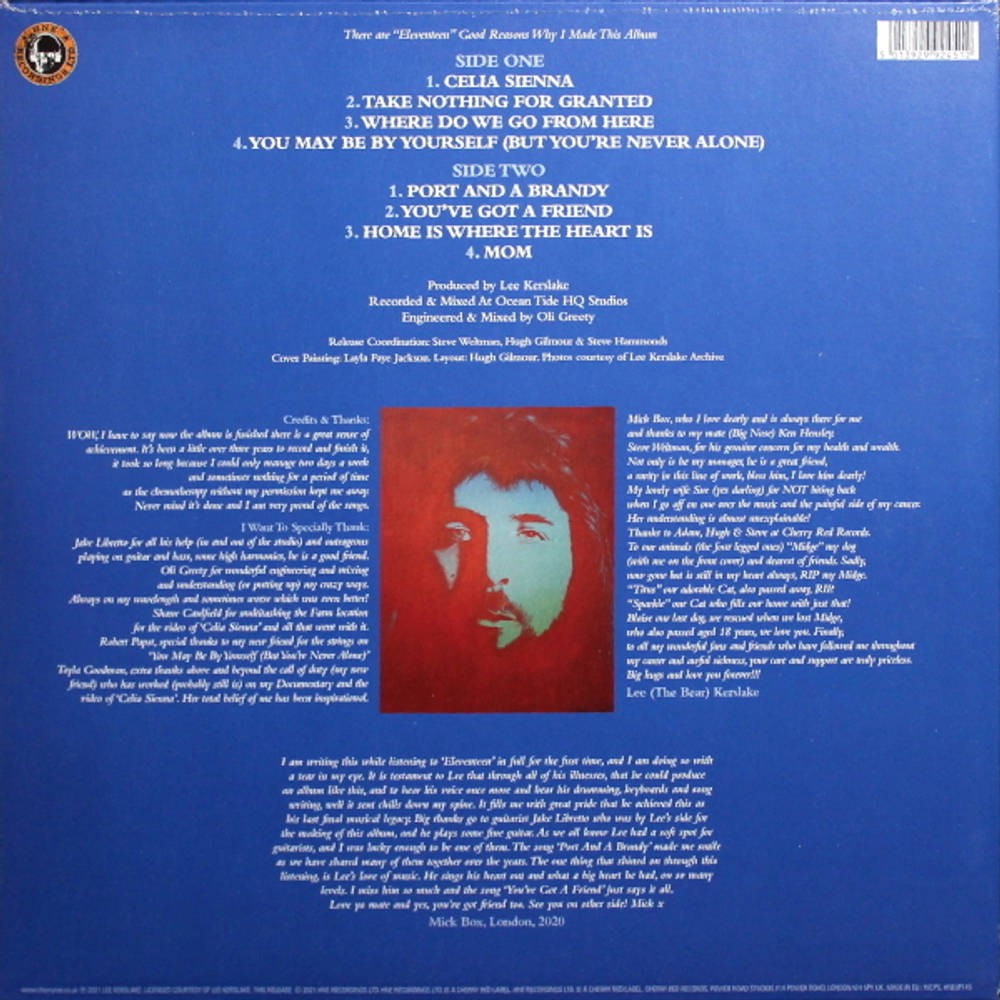 HNE RECORDINGS LTD
There are "Eleventeen" Good Reasons Why I Made This Album
SIDE ONE
1. CELIA SIENNA
2. TAKE NOTHING FOR GRANTED
3. WHERE DO WE GO FROM HERE
4. YOU MAY BE BY YOURSELF (BUT YOU'RE NEVER ALONE)
SIDE TWO
1. PORT AND A BRANDY
2. YOU'VE GOT A FRIEND
3. HOME IS WHERE THE HEART IS
4. MOM
Produced by Lee Kerslake
Recorded & Mixed At Ocean Tide HQ Studios
Engineered & Mixed by Oli Greety
Release Coordination: Steve Weltman, Hugh Gilmour & Steve Hammonds
Cover Painting: Layla Faye Jackson. Layout: Hugh Gilmour. Photos courtesy of Lee Kerslake Archive
Credits & Thanks:
WOW, I have to say now the album is finished there is a great sense of
achievement. It's been a little over three years to record and finish it,
it took so long because I could only manage two days a week
and sometimes nothing for a period of time
as the chemotherapy without my permission kept me away.
Never mind it's done and I am very proud of the songs.
I Want To Specially Thank:
Jake Libretto for all his help (in and out of the studio) and outrageous
playing on guitar and bass, some high harmonies, he is a good friend.
Oli Greety for wonderful engineering and mixing
and understanding (or putting up) my crazy ways.
Always on my wavelength and sometimes worse which was even better!
Shane Caulfield for multitasking the Farm location
for the video of 'Celia Sienna' and all that went with it.
Robert Papst, special thanks to my new friend for the strings on
"You May Be By Yourself (But You're Never Alone)"
Tayla Goodman, extra thanks above and beyond the call of duty (my new
friend) who has worked (probably still is) on my Documentary and the
video of 'Celia Sienna'. Her total belief of me has been inspirational.
Mick Box, who I love dearly and is always there for me
and thanks to my mate (Big Nose) Ken Hensley.
Steve Weltman, for his genuine concern for my health and wealth.
Not only is he my manager, he is a great friend,
a rarity in this line of work, bless him, I love him dearly!
My lovely wife Sue (yes darling) for NOT biting back
when I go off on one over the music and the painful side of my cancer.
Her understanding is almost unexplainable!
Thanks to Adam, Hugh & Steve at Cherry Red Records.
To our animals (the four legged ones) "Midge" my dog
(with me on the front cover) and dearest of friends. Sadly,
now gone but is still in my heart always, RIP my Midge.
"Titus" our adorable Cat, also passed away, RIP!
"Sparkle" our Cat who fills our home with just that!
Blaise our last dog, we rescued when we lost Midge,
who also passed aged 18 years, we love you. Finally,
to all my wonderful fans and friends who have followed me throughout
my career and awful sickness, your care and support are truly priceless.
Big hugs and love you forever!!!
Lee (The Bear) Kerslake
I am writing this while listening to 'Eleventeen' in full for the first time, and I am doing so with
a tear in my eye. It is testament to Lee that through all of his illnesses, that he could produce
an album like this, and to hear his voice once more and hear his drumming, keyboards and song
writing, well it sent chills down my spine. It fills me with great pride that he achieved this as
his last final musical legacy. Big thanks go to guitarist Jake Libretto who was by Lee's side for
the making of this album, and he plays some fine guitar. As we all know Lee had a soft spot for
guitarists, and I was lucky enough to be one of them. The song 'Port And A Brandy' made me smile
as we have shared many of them together over the years. The one thing that shined on through this
listening, is Lee's love of music. He sings his heart out and what a big heart he had, on so many
levels. I miss him so much and the song 'You've Got A Friend' just says it all.
Love ya mate and yes, you've got friend too. See you on other side! Mick x
Mick Box, London, 2020